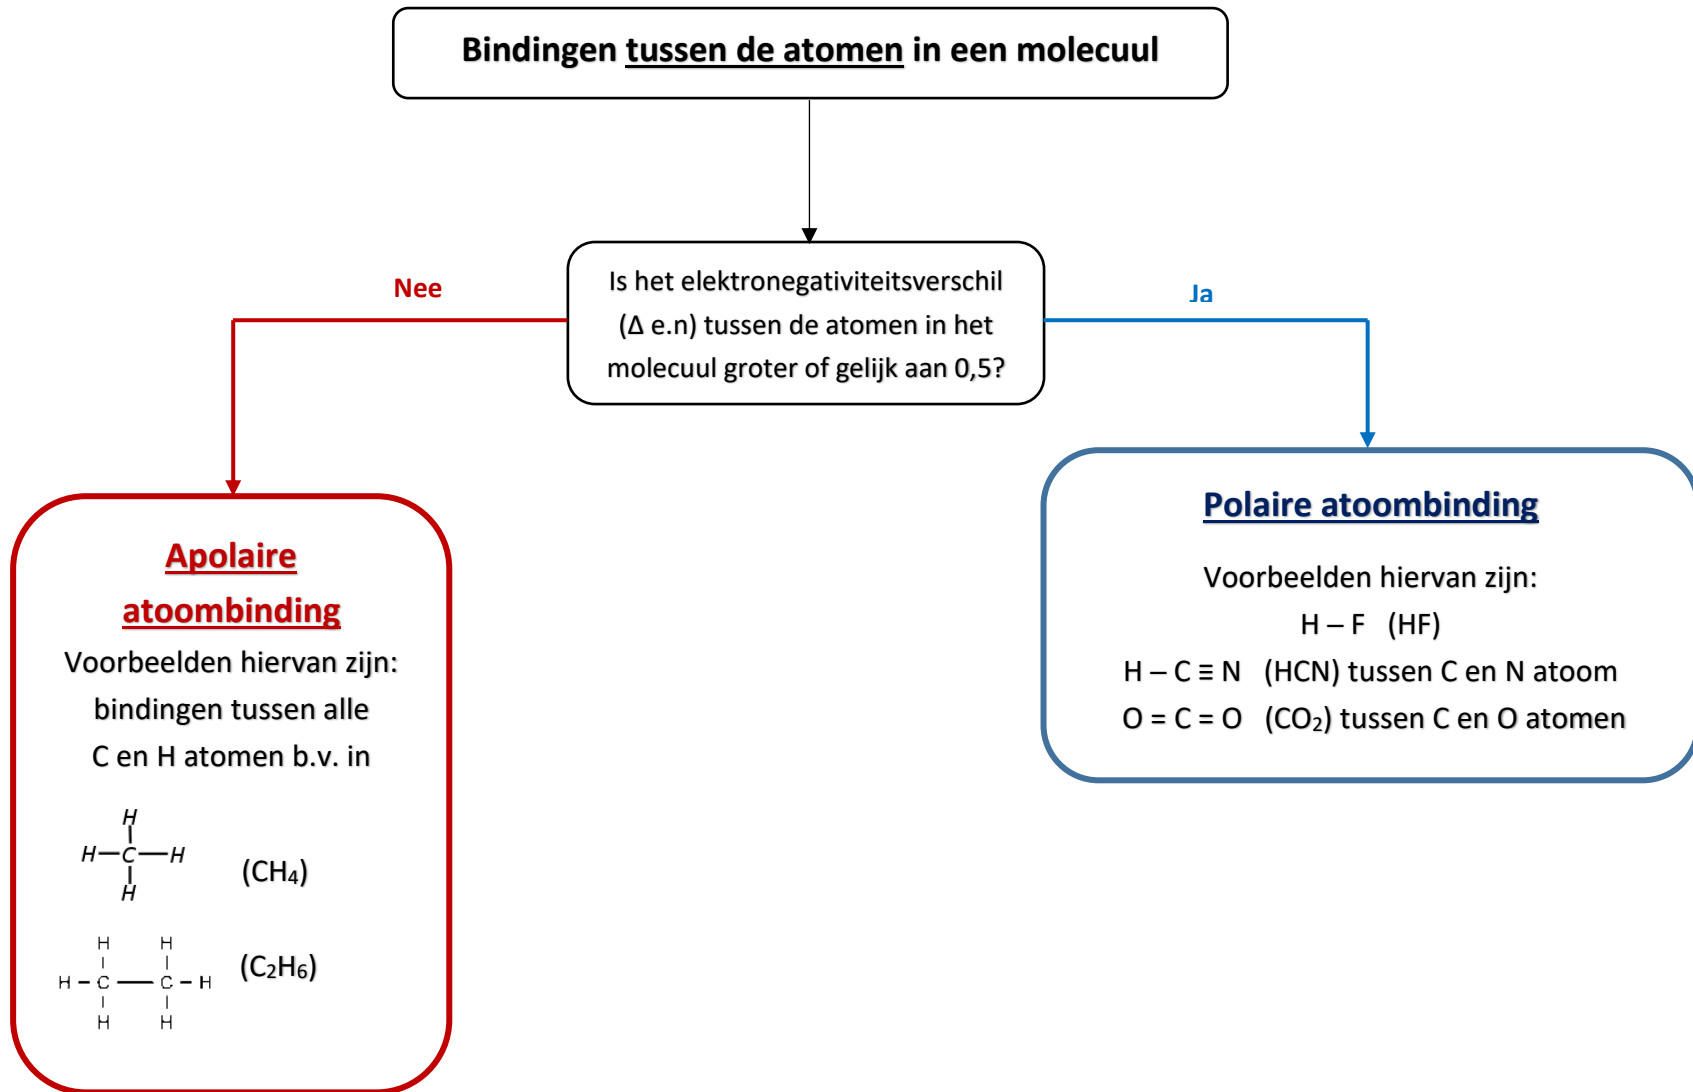 Bindingen tussen de atomen in een molecuul
Nee
Is het elektronegativiteitsverschil
(Δ e.n) tussen de atomen in het
molecuul groter of gelijk aan 0,5?
Ja
Apolaire
atoombinding
Voorbeelden hiervan zijn:
bindingen tussen alle
C en H atomen b.v. in
H
H—C—H
H
(CH₄)
H H
H – C — C – H
H H
(C₂H₆)
Polaire atoombinding
Voorbeelden hiervan zijn:
H – F (HF)
H – C ≡ N (HCN) tussen C en N atoom
O = C = O (CO₂) tussen C en O atomen